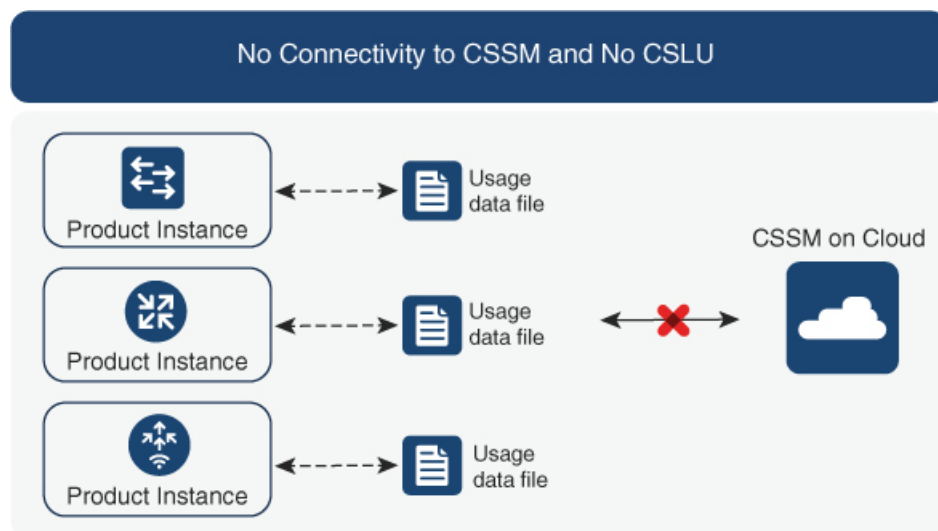 No Connectivity to CSSM and No CSLU
Product Instance
Usage
data file
Product Instance
Usage
data file
CSSM on Cloud
Product Instance
Usage
data file